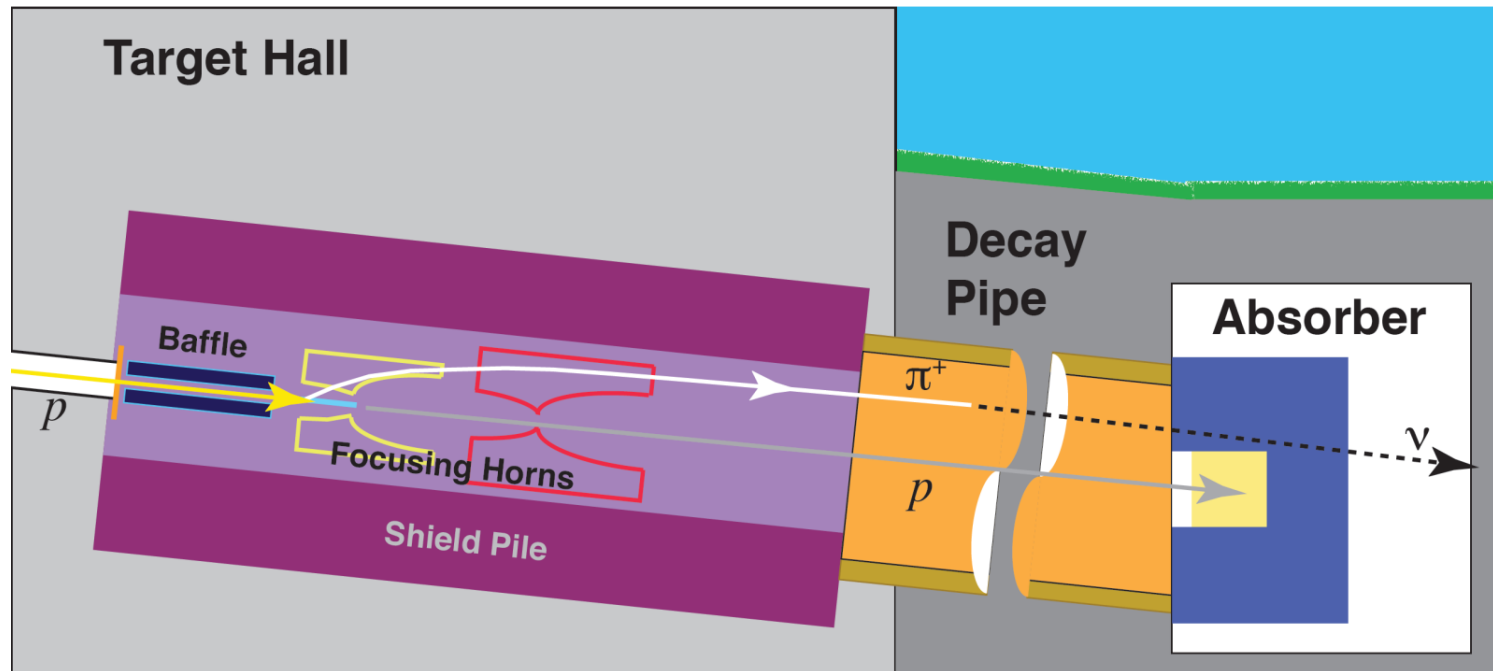 Target Hall
Decay
Pipe
Absorber
Baffle
p
Focusing Horns
Shield Pile
π+
p
ν